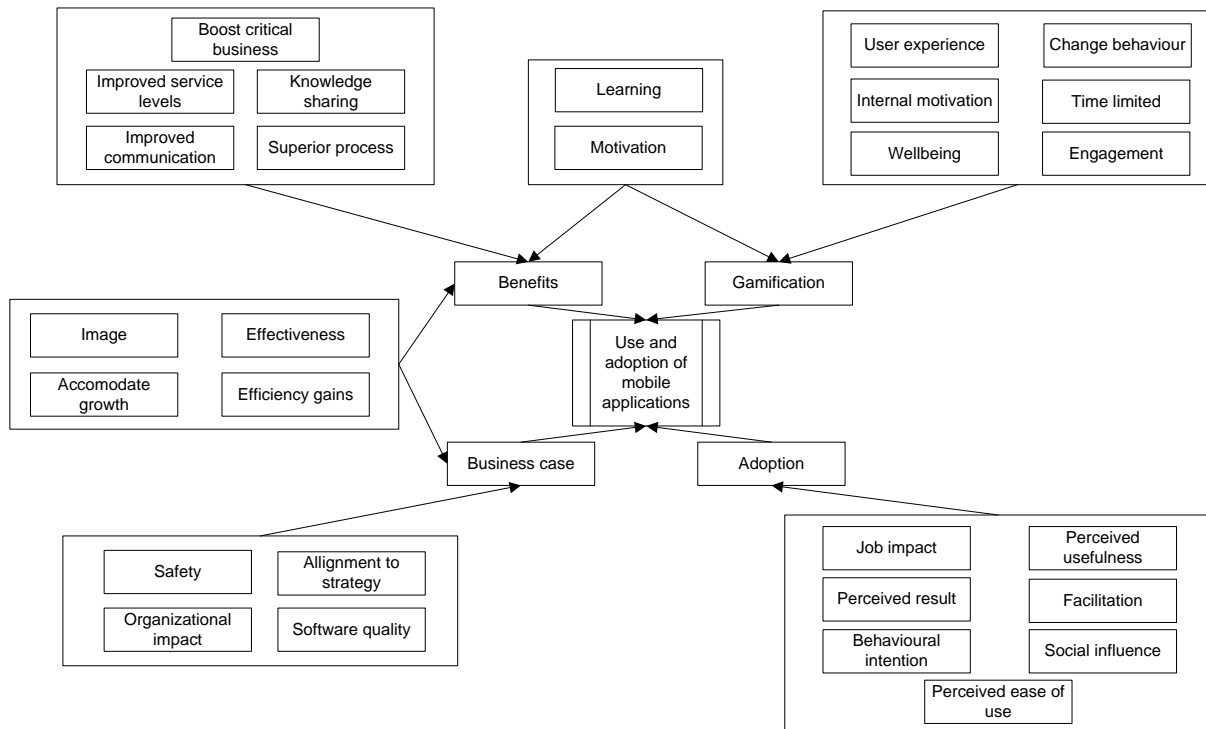 Boost critical
business
Improved service
levels
Knowledge
sharing
Improved
communication
Superior process
Learning
Motivation
User experience
Change behaviour
Internal motivation
Time limited
Wellbeing
Engagement
Benefits
Gamification
Image
Effectiveness
Accomodate
growth
Efficiency gains
Use and
adoption of
mobile
applications
Business case
Adoption
Safety
Allignment to
strategy
Organizational
impact
Software quality
Job impact
Perceived
usefulness
Perceived result
Facilitation
Behavioural
intention
Social influence
Perceived ease of
use